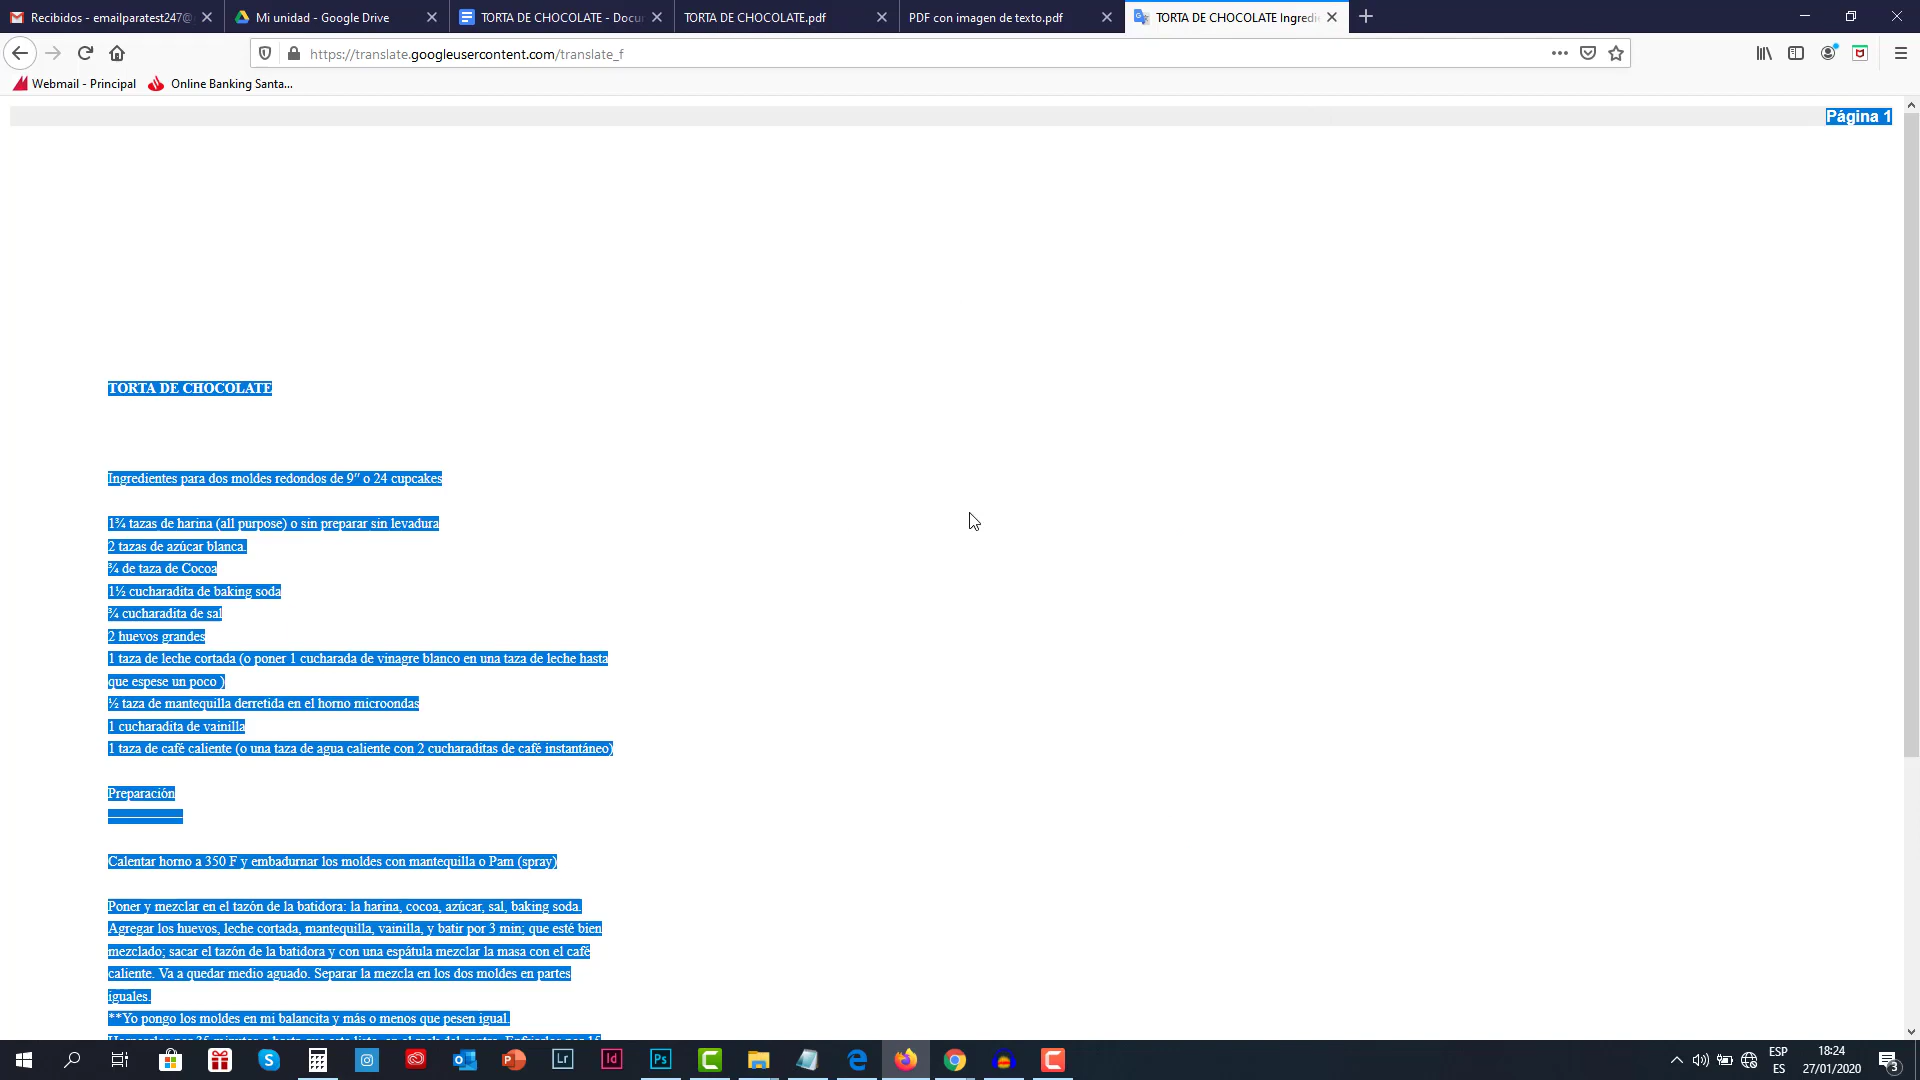 Recibidos - emailparatest247@
Mi unidad - Google Drive
TORTA DE CHOCOLATE - Docu
TORTA DE CHOCOLATE.pdf
PDF con imagen de texto.pdf
TORTA DE CHOCOLATE Ingredi
https://translate.googleusercontent.com/translate_f
Webmail - Principal
Online Banking Santa...
Página 1
TORTA DE CHOCOLATE
Ingredientes para dos moldes redondos de 9″ o 24 cupcakes
1¾ tazas de harina (all purpose) o sin preparar sin levadura
2 tazas de azúcar blanca.
¾ de taza de Cocoa
1½ cucharadita de baking soda
¾ cucharadita de sal
2 huevos grandes
1 taza de leche cortada (o poner 1 cucharada de vinagre blanco en una taza de leche hasta
que espese un poco )
½ taza de mantequilla derretida en el horno microondas
1 cucharadita de vainilla
1 taza de café caliente (o una taza de agua caliente con 2 cucharaditas de café instantáneo)
Preparación
Calentar horno a 350 F y embadurnar los moldes con mantequilla o Pam (spray)
Poner y mezclar en el tazón de la batidora: la harina, cocoa, azúcar, sal, baking soda.
Agregar los huevos, leche cortada, mantequilla, vainilla, y batir por 3 min; que esté bien
mezclado; sacar el tazón de la batidora y con una espátula mezclar la masa con el café
caliente. Va a quedar medio aguado. Separar la mezcla en los dos moldes en partes
iguales.
**Yo pongo los moldes en mi balancita y más o menos que pesen igual.
Lr
Id
Ps
ESP
ES
18:24
27/01/2020
3